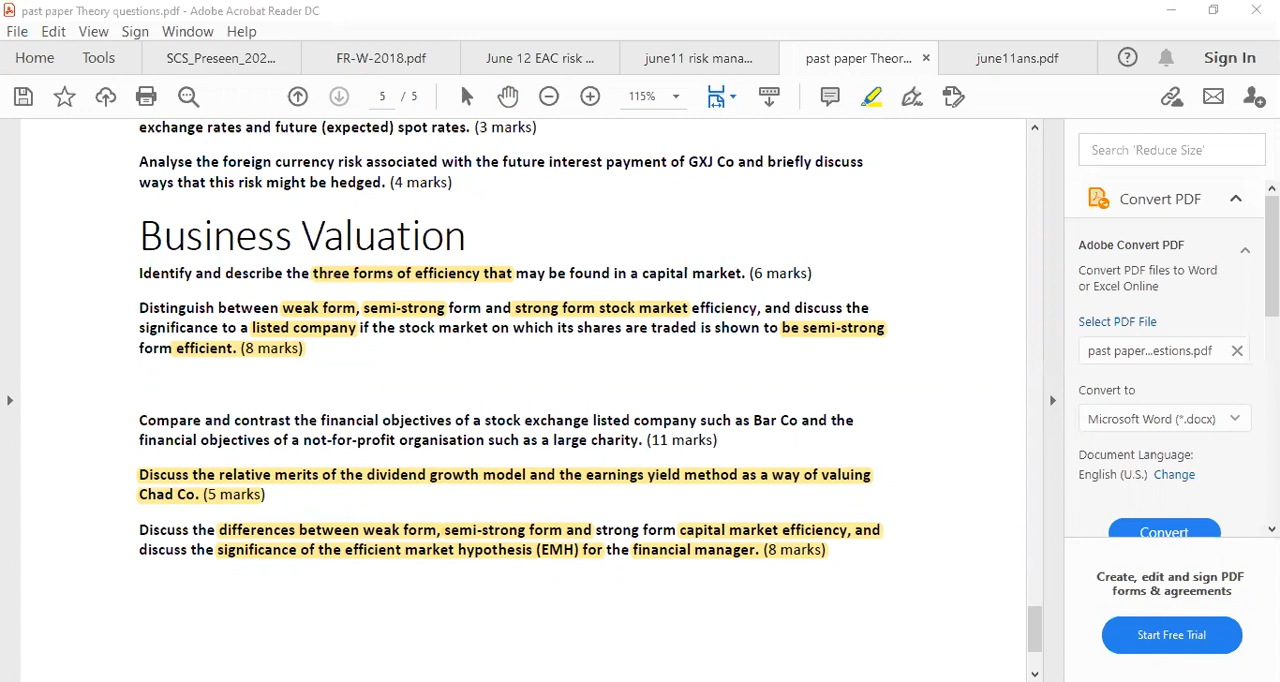 past paper Theory questions.pdf - Adobe Acrobat Reader DC
File Edit View Sign Window Help
Home Tools SCS_Preseen_202... FR-W-2018.pdf June 12 EAC risk ... june11 risk mana... past paper Theor... × june11ans.pdf ? Sign In
5 / 5 115%
exchange rates and future (expected) spot rates. (3 marks)
Analyse the foreign currency risk associated with the future interest payment of GXJ Co and briefly discuss
ways that this risk might be hedged. (4 marks)
Business Valuation
Identify and describe the three forms of efficiency that may be found in a capital market. (6 marks)
Distinguish between weak form, semi-strong form and strong form stock market efficiency, and discuss the
significance to a listed company if the stock market on which its shares are traded is shown to be semi-strong
form efficient. (8 marks)
Compare and contrast the financial objectives of a stock exchange listed company such as Bar Co and the
financial objectives of a not-for-profit organisation such as a large charity. (11 marks)
Discuss the relative merits of the dividend growth model and the earnings yield method as a way of valuing
Chad Co. (5 marks)
Discuss the differences between weak form, semi-strong form and strong form capital market efficiency, and
discuss the significance of the efficient market hypothesis (EMH) for the financial manager. (8 marks)
Search 'Reduce Size'
Convert PDF
Adobe Convert PDF
Convert PDF files to Word
or Excel Online
Select PDF File
past paper...estions.pdf
Convert to
Microsoft Word (*.docx)
Document Language:
English (U.S.) Change
Convert
Create, edit and sign PDF
forms & agreements
Start Free Trial